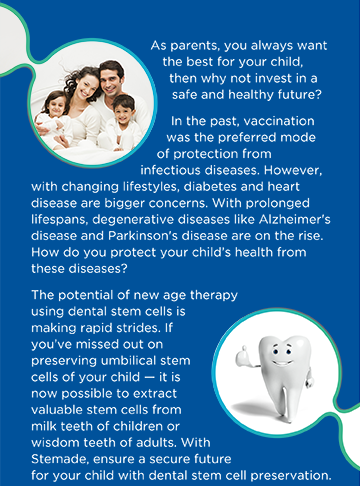 As parents, you always want
the best for your child,
then why not invest in a
safe and healthy future?
In the past, vaccination
was the preferred mode
of protection from
infectious diseases. However,
with changing lifestyles, diabetes and heart
disease are bigger concerns. With prolonged
lifespans, degenerative diseases like Alzheimer's
disease and Parkinson's disease are on the rise.
How do you protect your child's health from
these diseases?
The potential of new age therapy
using dental stem cells is
making rapid strides. If
you've missed out on
preserving umbilical stem
cells of your child — it is
now possible to extract
valuable stem cells from
milk teeth of children or
wisdom teeth of adults. With
Stemade, ensure a secure future
for your child with dental stem cell preservation.